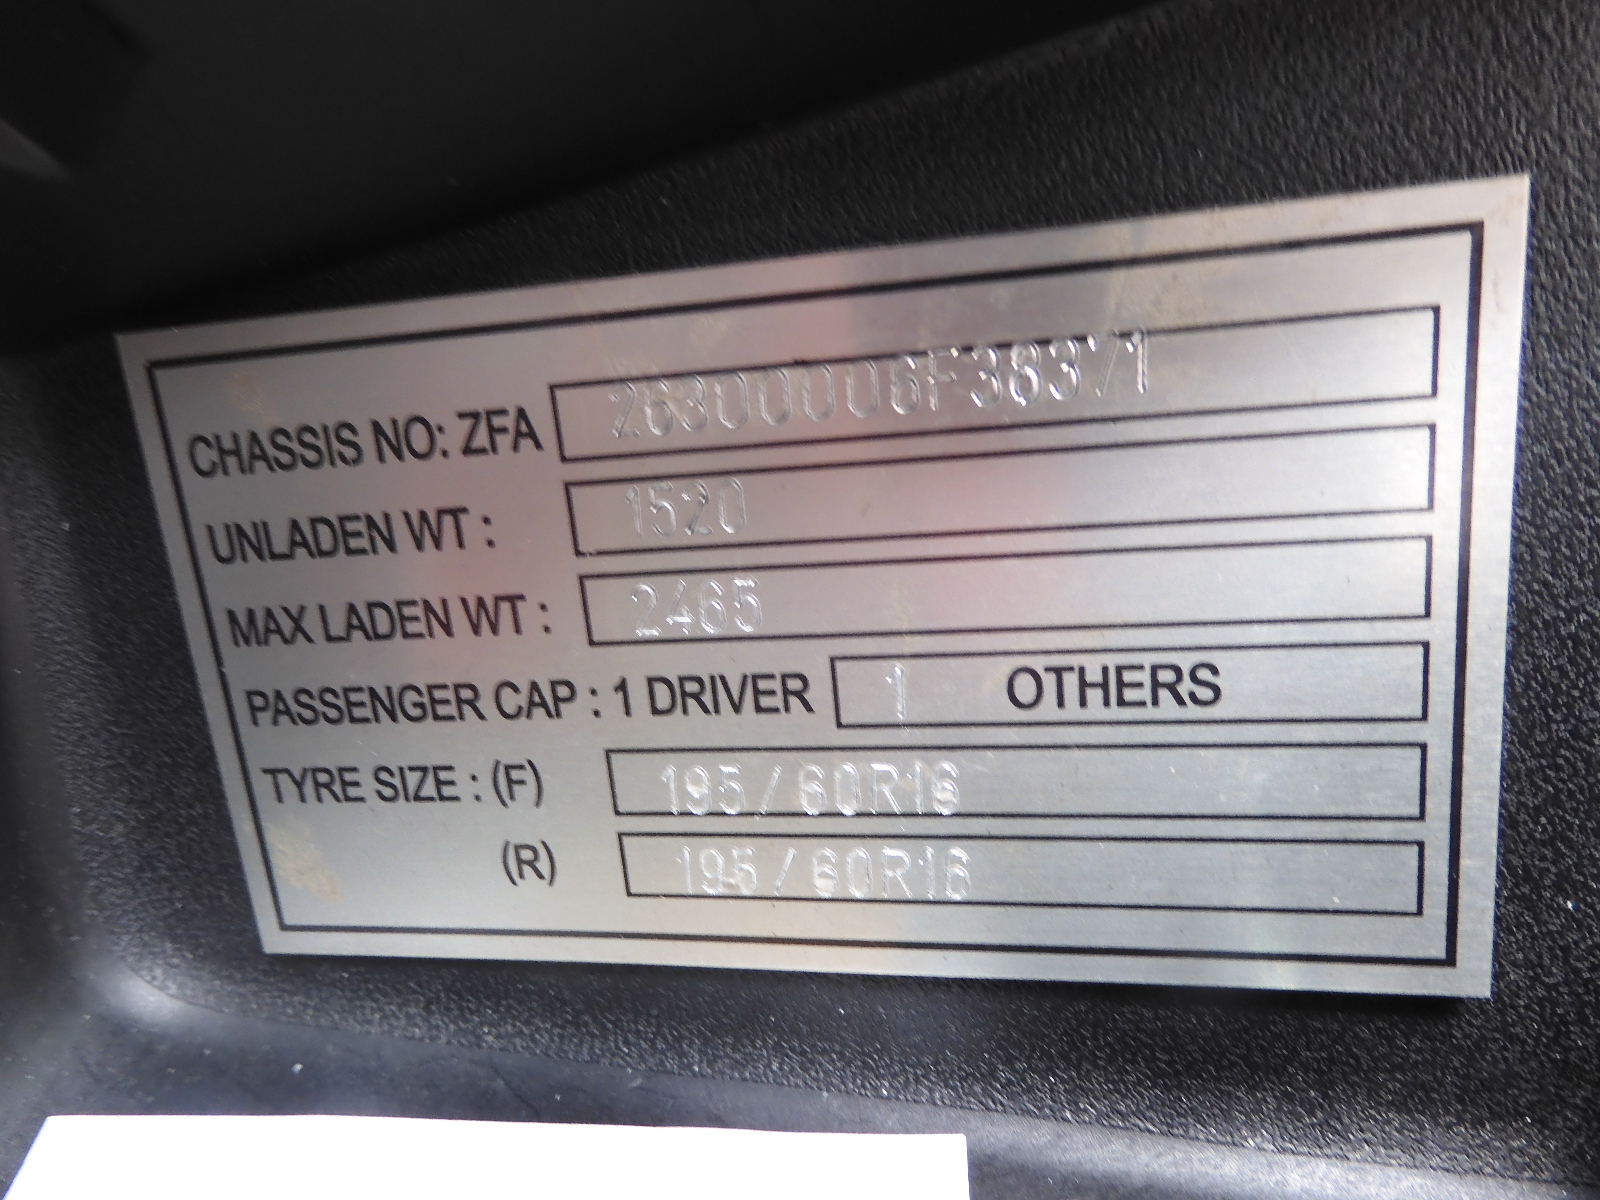 CHASSIS NO: ZFA 26300006F36371
UNLADEN WT : 1520
MAX LADEN WT : 2465
PASSENGER CAP : 1 DRIVER 1 OTHERS
TYRE SIZE : (F) 195/60R16
(R) 195/60R16